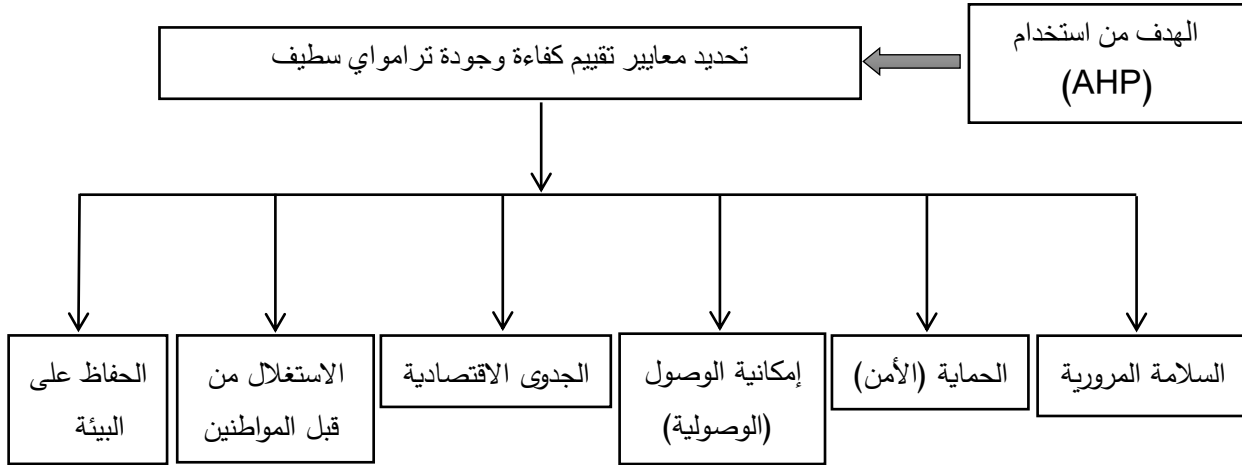 الهدف من استخدام
(AHP)
تحديد معايير تقييم كفاءة وجودة ترامواي سطيف
السلامة المرورية
الحماية (الأمن)
إمكانية الوصول
(الوصولية)
الجدوى الاقتصادية
الاستغلال من
قبل المواطنين
الحفاظ على
البيئة